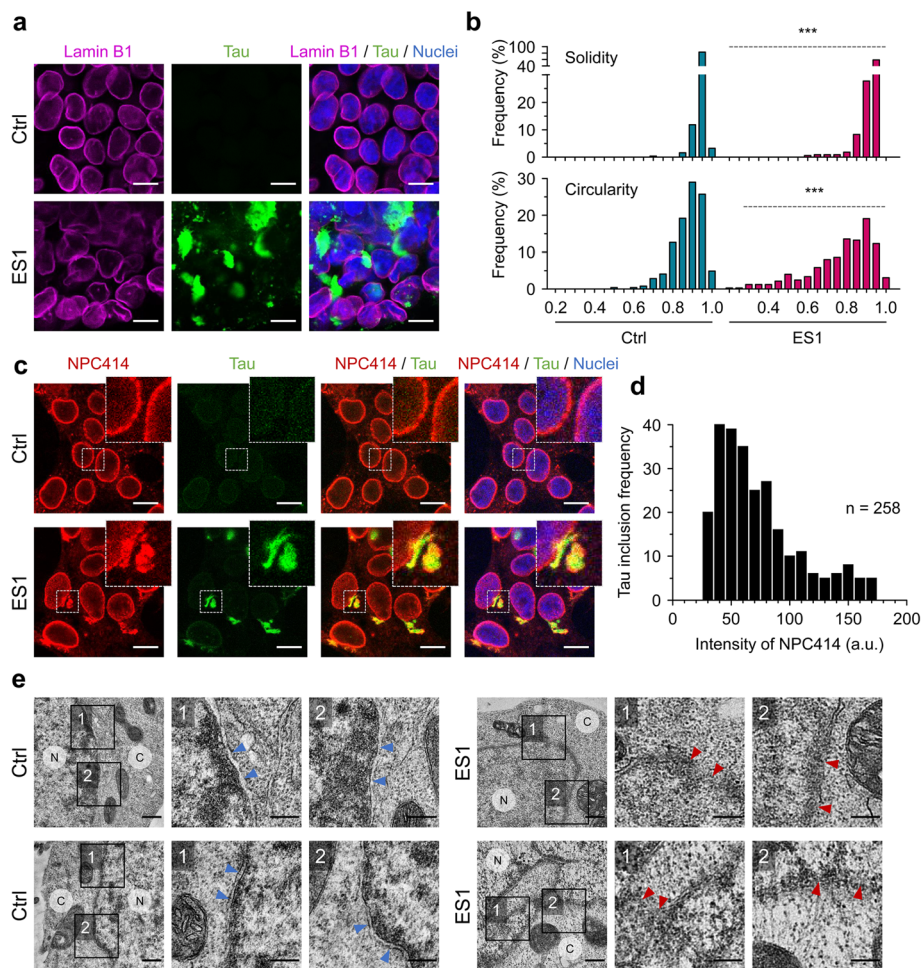 a
Lamin B1
Tau
Lamin B1 / Tau / Nuclei
Ctrl
ES1
b
Frequency (%)
100
80
40
30
20
10
0
Solidity
***
Frequency (%)
30
20
10
0
Circularity
***
0.2 0.4 0.6 0.8 1.0 0.4 0.6 0.8 1.0
Ctrl
ES1
c
NPC414
Tau
NPC414 / Tau
NPC414 / Tau / Nuclei
Ctrl
ES1
d
Tau inclusion frequency
40
30
20
10
0
n = 258
0 50 100 150 200
Intensity of NPC414 (a.u.)
e
Ctrl
1
2
N
C
1
2
ES1
1
2
C
N
1
2
Ctrl
1
2
C
N
1
2
ES1
N
1
2
C
1
2